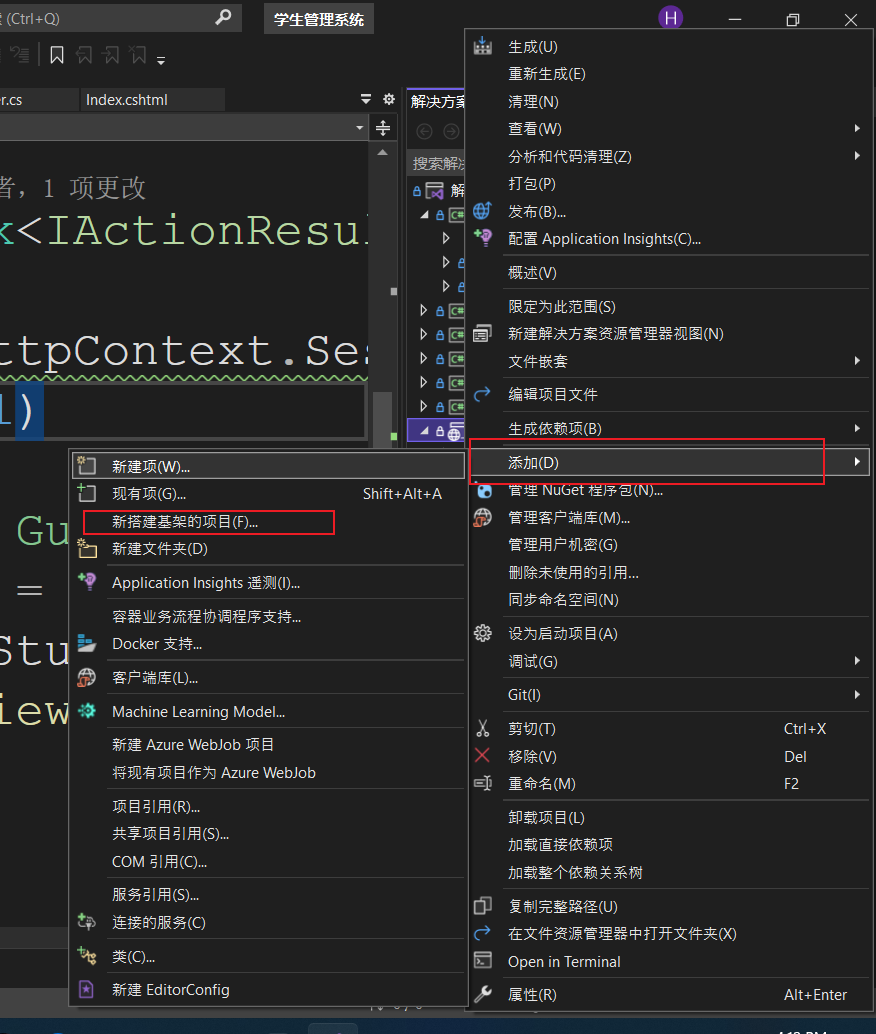 (Ctrl+Q)
学生管理系统
H
er.cs
Index.cshtml
者，1 项更改
k<IActionResul
ttpContext.Ses
l)
Gu
=
Stu
iew
解决方案
搜索解决
解
C#
C#
C#
C#
C#
C#
生成(U)
重新生成(E)
清理(N)
查看(W)
分析和代码清理(Z)
打包(P)
发布(B)...
配置 Application Insights(C)...
概述(V)
限定为此范围(S)
新建解决方案资源管理器视图(N)
文件嵌套
编辑项目文件
生成依赖项(B)
添加(D)
管理 NuGet 程序包(N)...
管理客户端库(M)...
管理用户机密(G)
删除未使用的引用...
同步命名空间(N)
设为启动项目(A)
调试(G)
Git(I)
剪切(T) Ctrl+X
移除(V) Del
重命名(M) F2
卸载项目(L)
加载直接依赖项
加载整个依赖关系树
复制完整路径(U)
在文件资源管理器中打开文件夹(X)
Open in Terminal
属性(R) Alt+Enter
新建项(W)...
现有项(G)... Shift+Alt+A
新搭建基架的项目(F)...
新建文件夹(D)
Application Insights 遥测(I)...
容器业务流程协调程序支持...
Docker 支持...
客户端库(L)...
Machine Learning Model...
新建 Azure WebJob 项目
将现有项目作为 Azure WebJob
项目引用(R)...
共享项目引用(S)...
COM 引用(C)...
服务引用(S)...
连接的服务(C)
类(C)...
新建 EditorConfig